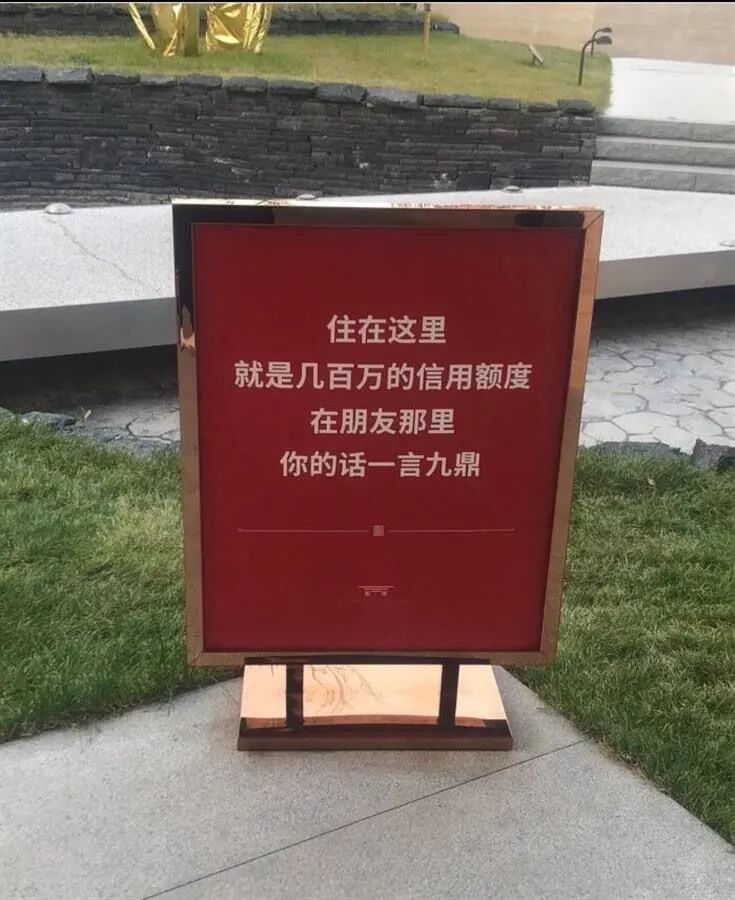 住在这里
就是几百万的信用额度
在朋友那里
你的话一言九鼎